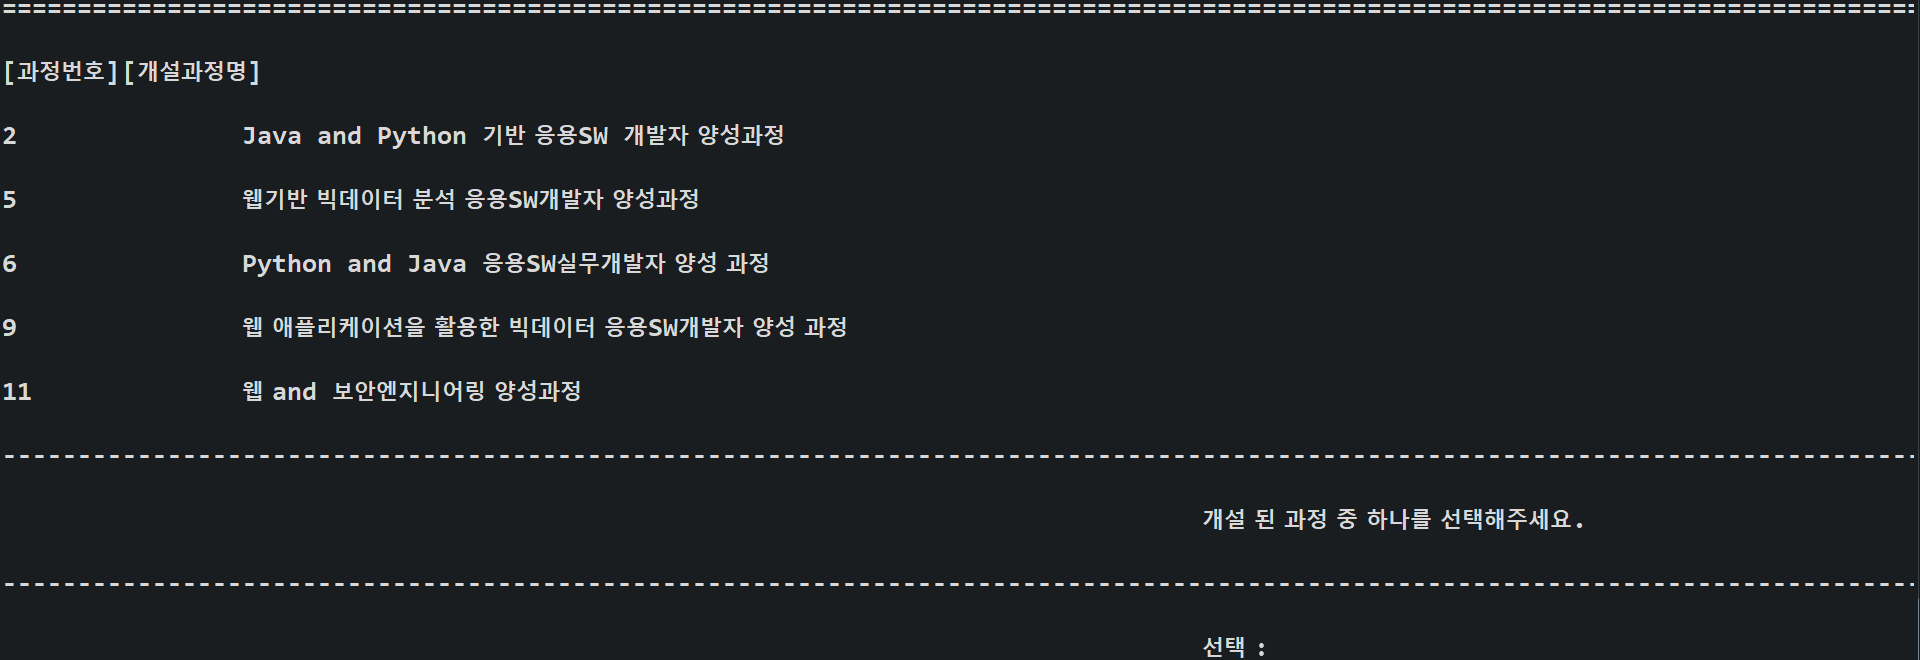 ================================================================================================================================
[과정번호][개설과정명]
2 Java and Python 기반 응용SW 개발자 양성과정
5 웹기반 빅데이터 분석 응용SW개발자 양성과정
6 Python and Java 응용SW실무개발자 양성 과정
9 웹 애플리케이션을 활용한 빅데이터 응용SW개발자 양성 과정
11 웹 and 보안엔지니어링 양성과정
--------------------------------------------------------------------------------------------------------------------------------
개설 된 과정 중 하나를 선택해주세요.
--------------------------------------------------------------------------------------------------------------------------------
선택 :